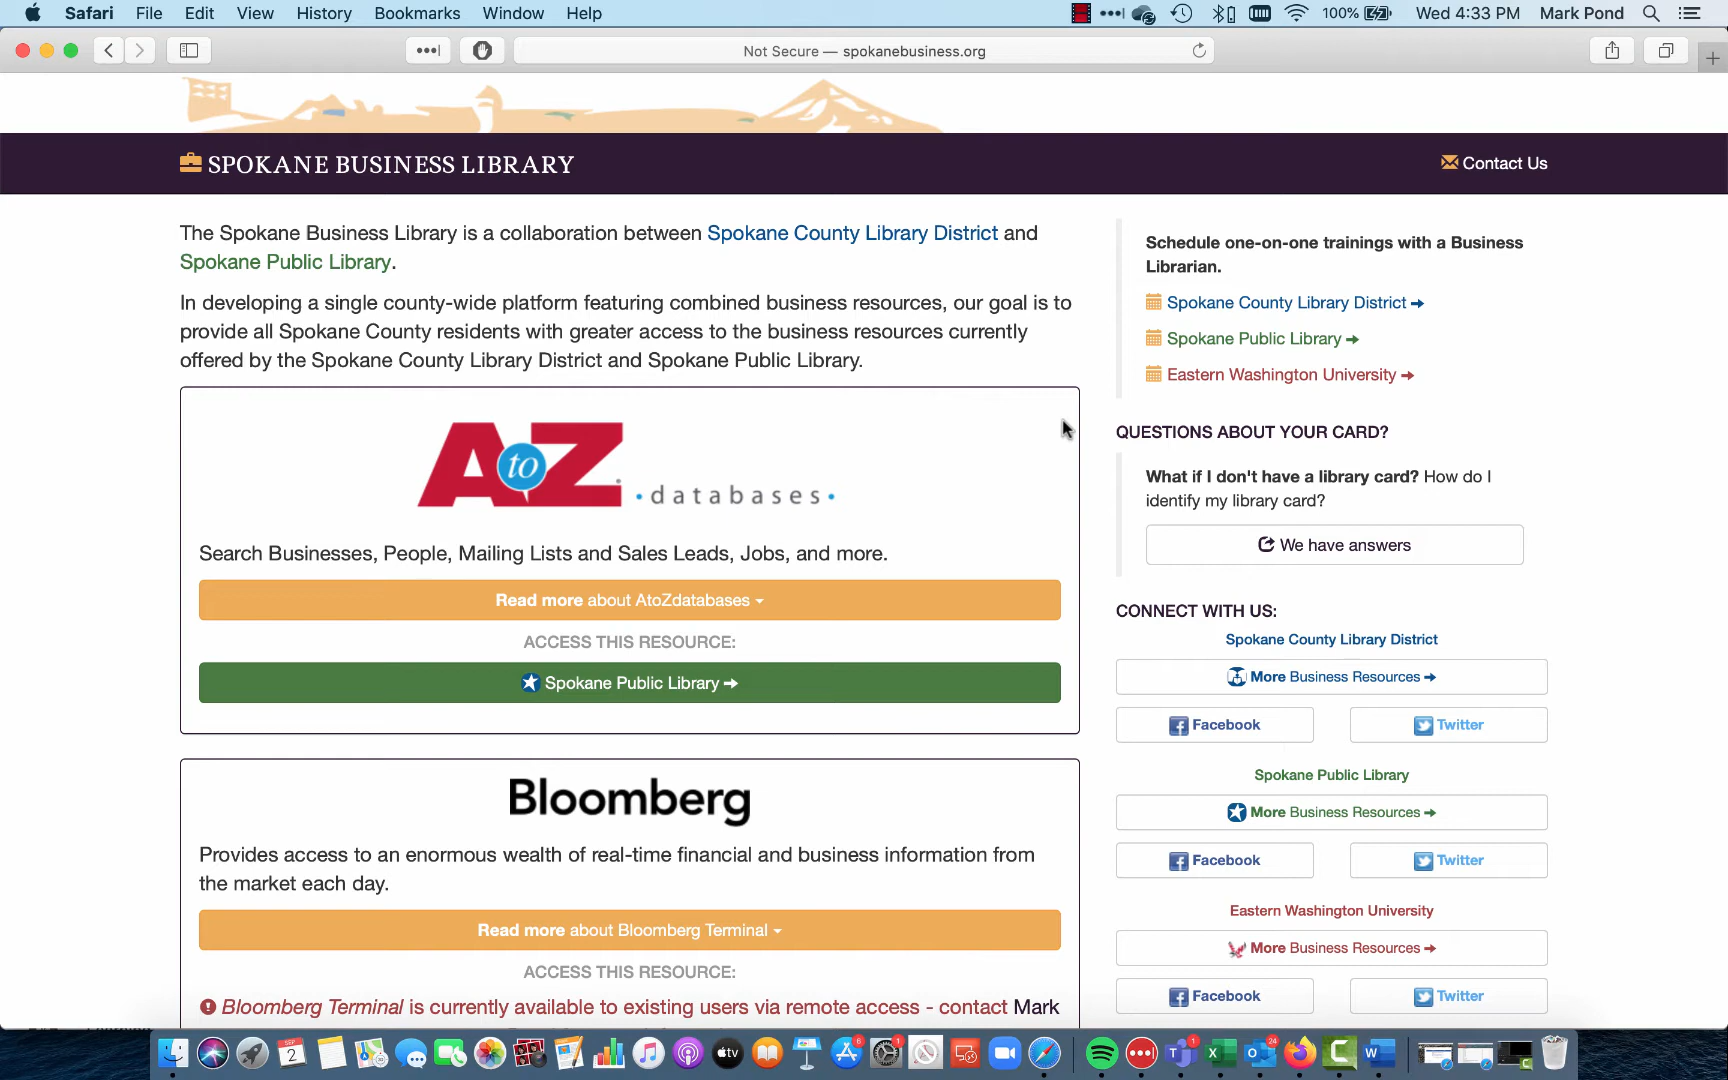 Safari File Edit View History Bookmarks Window Help 100% Wed 4:33 PM Mark Pond
Not Secure — spokanebusiness.org
SPOKANE BUSINESS LIBRARY
Contact Us
The Spokane Business Library is a collaboration between Spokane County Library District and
Spokane Public Library.
In developing a single county-wide platform featuring combined business resources, our goal is to
provide all Spokane County residents with greater access to the business resources currently
offered by the Spokane County Library District and Spokane Public Library.
AtoZ databases
Search Businesses, People, Mailing Lists and Sales Leads, Jobs, and more.
Read more about AtoZdatabases
ACCESS THIS RESOURCE:
Spokane Public Library
Bloomberg
Provides access to an enormous wealth of real-time financial and business information from
the market each day.
Read more about Bloomberg Terminal
ACCESS THIS RESOURCE:
Bloomberg Terminal is currently available to existing users via remote access - contact Mark
Schedule one-on-one trainings with a Business
Librarian.
Spokane County Library District
Spokane Public Library
Eastern Washington University
QUESTIONS ABOUT YOUR CARD?
What if I don't have a library card? How do I
identify my library card?
We have answers
CONNECT WITH US:
Spokane County Library District
More Business Resources
Facebook Twitter
Spokane Public Library
More Business Resources
Facebook Twitter
Eastern Washington University
More Business Resources
Facebook Twitter
SEP
2
tv
6
1
1
24